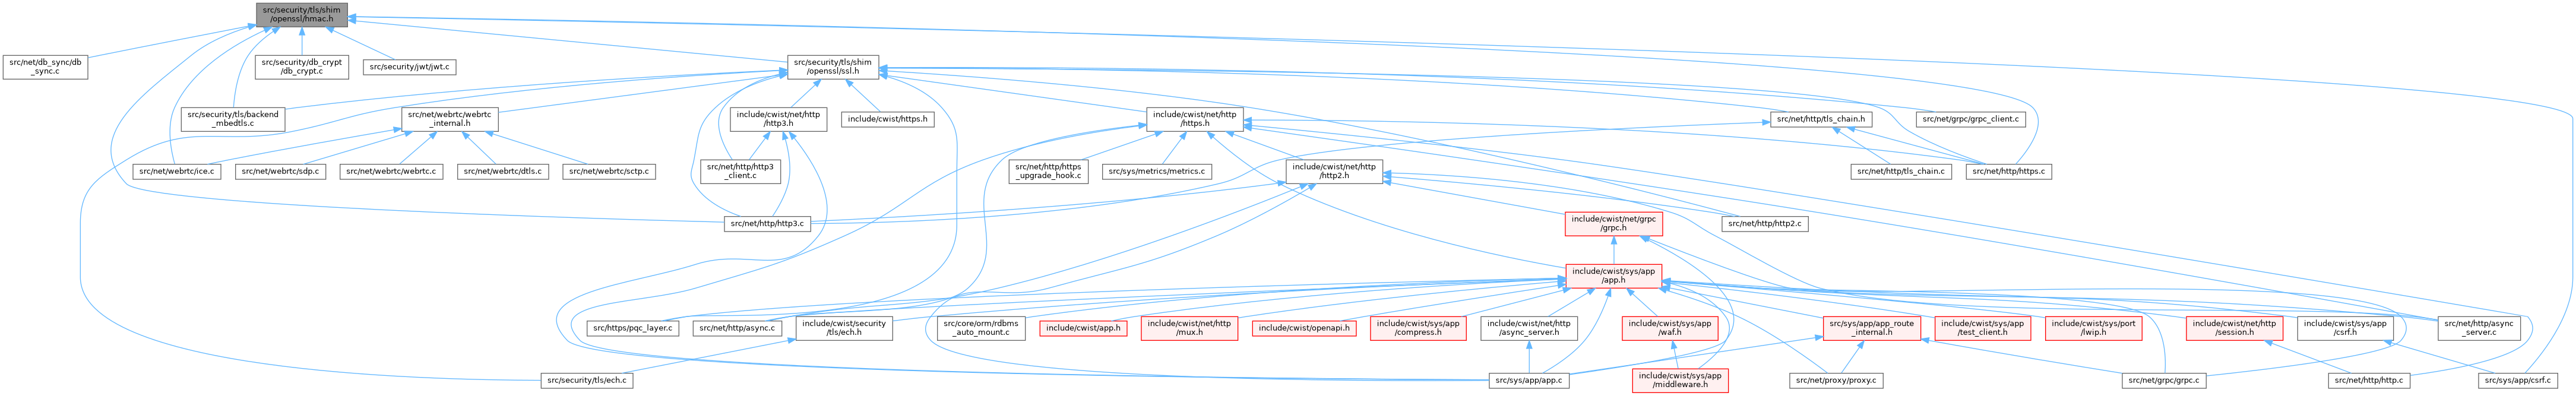 src/security/tls/shim
/openssl/hmac.h
src/net/db_sync/db
_sync.c
src/security/db_crypt
/db_crypt.c
src/security/jwt/jwt.c
src/security/tls/shim
/openssl/ssl.h
src/security/tls/backend
_mbedtls.c
src/net/webrtc/webrtc
_internal.h
include/cwist/net/http
/http3.h
include/cwist/https.h
include/cwist/net/http
/https.h
src/net/http/tls_chain.h
src/net/grpc/grpc_client.c
src/net/webrtc/ice.c
src/net/webrtc/sdp.c
src/net/webrtc/webrtc.c
src/net/webrtc/dtls.c
src/net/webrtc/sctp.c
src/net/http/http3
_client.c
src/net/http/https
_upgrade_hook.c
src/sys/metrics/metrics.c
include/cwist/net/http
/http2.h
src/net/http/tls_chain.c
src/net/http/https.c
src/net/http/http3.c
include/cwist/net/grpc
/grpc.h
src/net/http/http2.c
include/cwist/sys/app
/app.h
src/https/pqc_layer.c
src/net/http/async.c
include/cwist/security
/tls/ech.h
src/core/orm/rdbms
_auto_mount.c
include/cwist/app.h
include/cwist/net/http
/mux.h
include/cwist/openapi.h
include/cwist/sys/app
/compress.h
include/cwist/net/http
/async_server.h
include/cwist/sys/app
/waf.h
src/sys/app/app_route
_internal.h
include/cwist/sys/app
/test_client.h
include/cwist/sys/port
/lwip.h
include/cwist/net/http
/session.h
include/cwist/sys/app
/csrf.h
src/net/http/async
_server.c
src/security/tls/ech.c
src/sys/app/app.c
include/cwist/sys/app
/middleware.h
src/net/proxy/proxy.c
src/net/grpc/grpc.c
src/net/http/http.c
src/sys/app/csrf.c